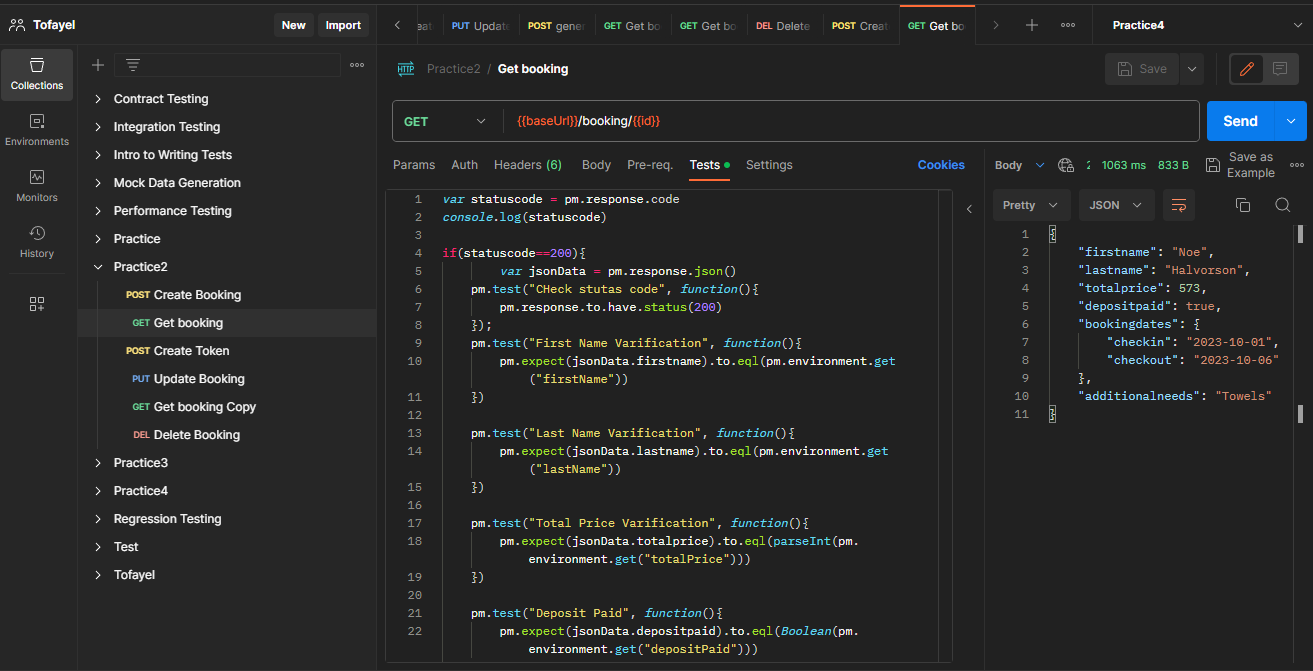 Tofayel
New
Import
eat
PUT Update
POST gener
GET Get bo
GET Get bo
DEL Delete
POST Creat
GET Get bo
Practice4
Collections
Environments
Monitors
History
Contract Testing
Integration Testing
Intro to Writing Tests
Mock Data Generation
Performance Testing
Practice
Practice2
POST Create Booking
GET Get booking
POST Create Token
PUT Update Booking
GET Get booking Copy
DEL Delete Booking
Practice3
Practice4
Regression Testing
Test
Tofayel
HTTP Practice2 / Get booking
Save
GET
{{baseUrl}}/booking/{{id}}
Send
Params Auth Headers (6) Body Pre-req. Tests Settings
Cookies
1 var statuscode = pm.response.code
2 console.log(statuscode)
3
4 if(statuscode==200){
5 var jsonData = pm.response.json()
6 pm.test("CHeck stutas code", function(){
7 pm.response.to.have.status(200)
8 });
9 pm.test("First Name Varification", function(){
10 pm.expect(jsonData.firstname).to.eql(pm.environment.get
("firstName"))
11 })
12
13 pm.test("Last Name Varification", function(){
14 pm.expect(jsonData.lastname).to.eql(pm.environment.get
("lastName"))
15 })
16
17 pm.test("Total Price Varification", function(){
18 pm.expect(jsonData.totalprice).to.eql(parseInt(pm.
environment.get("totalPrice")))
19 })
20
21 pm.test("Deposit Paid", function(){
22 pm.expect(jsonData.depositpaid).to.eql(Boolean(pm.
environment.get("depositPaid")))
Body
2 1063 ms 833 B
Save as
Example
Pretty
JSON
1 {
2 "firstname": "Noe",
3 "lastname": "Halvorson",
4 "totalprice": 573,
5 "depositpaid": true,
6 "bookingdates": {
7 "checkin": "2023-10-01",
8 "checkout": "2023-10-06"
9 },
10 "additionalneeds": "Towels"
11 }